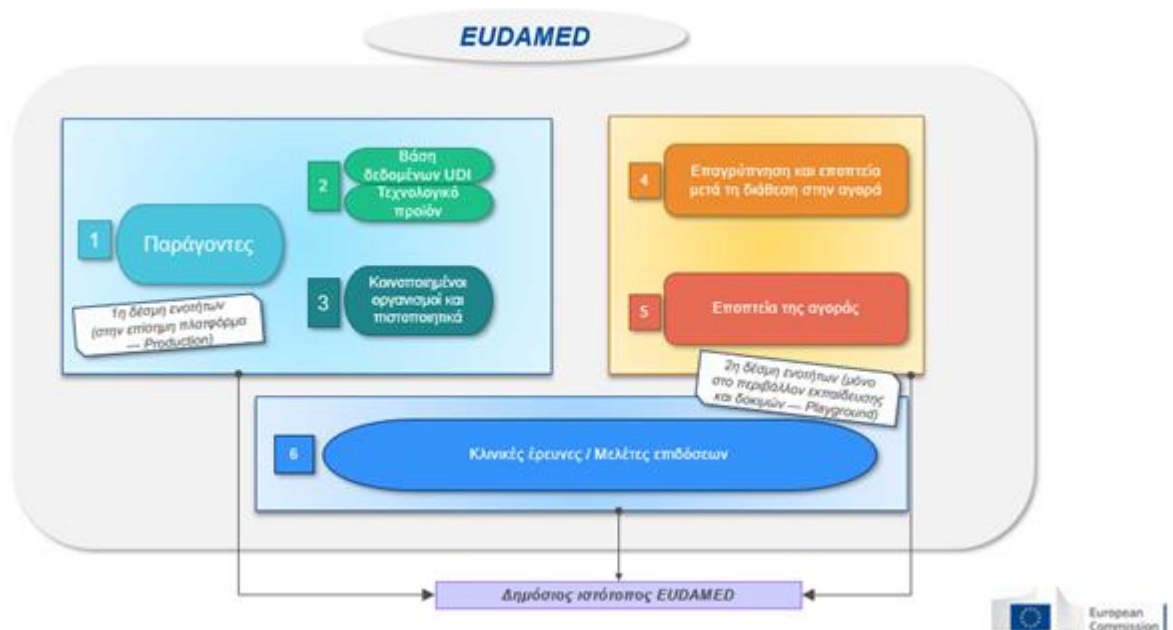 EUDAMED
1
Παράγοντες
1η δέσμη ενοτήτων
(στην επίσημη πλατφόρμα
— Production)
2
Βάση
δεδομένων UDI
Τεχνολογικό
προϊόν
3
Κοινοποιημένοι
οργανισμοί και
πιστοποιητικά
4
Επαγρύπνηση και εποπτεία
μετά τη διάθεση στην αγορά
5
Εποπτεία της αγοράς
2η δέσμη ενοτήτων (μόνο
στο περιβάλλον εκπαίδευσης
και δοκιμών — Playground)
6
Κλινικές έρευνες / Μελέτες επιδόσεων
Δημόσιος ιστότοπος EUDAMED
European
Commission